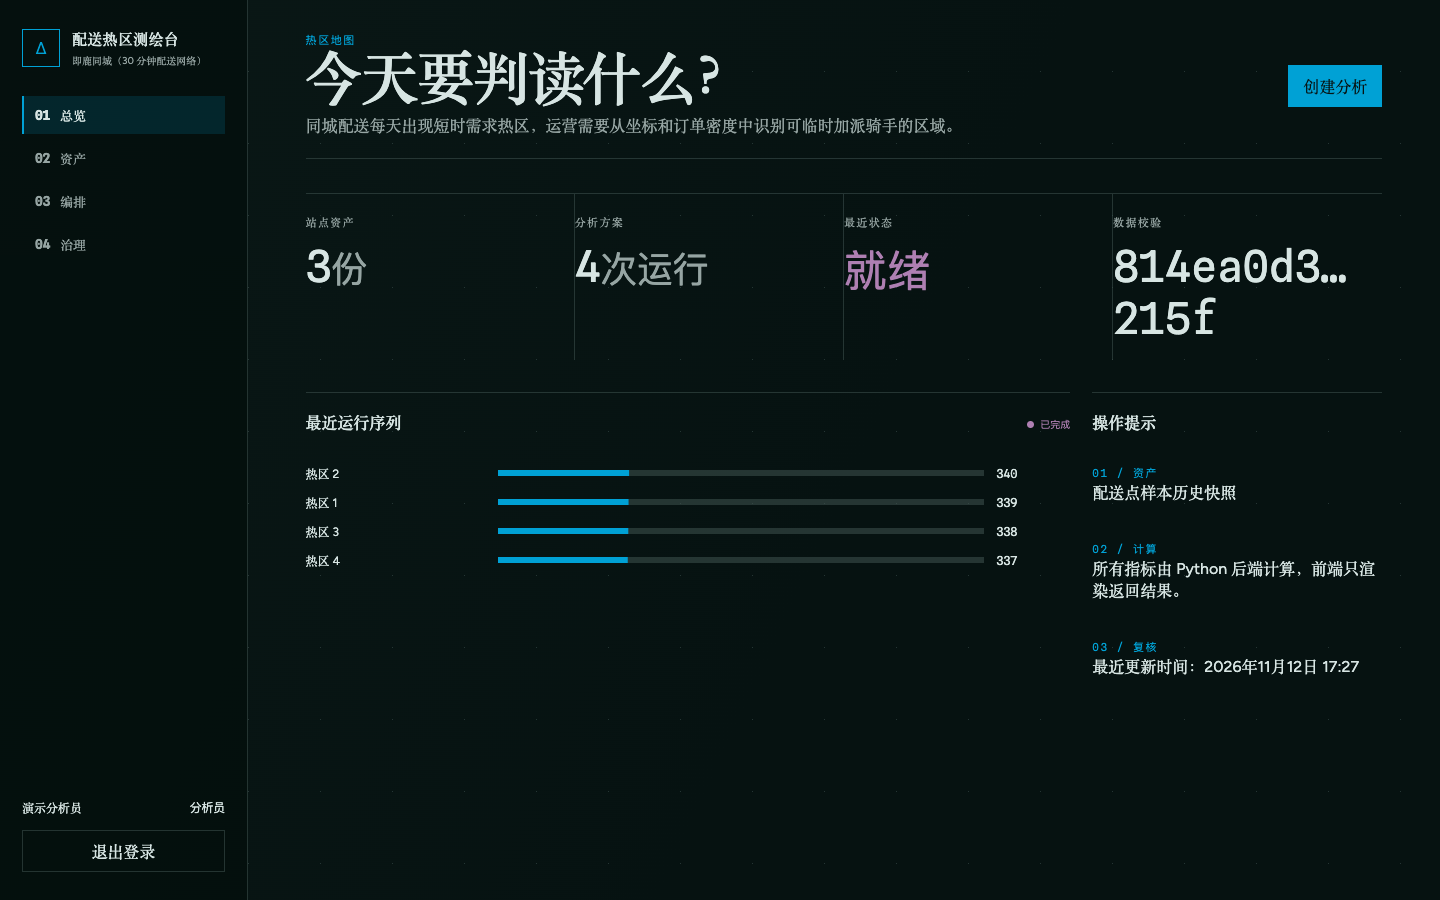 Δ
配送热区测绘台
即鹿同城（30 分钟配送网络）
01 总览
02 资产
03 编排
04 治理
演示分析员
分析员
退出登录
热区地图
今天要判读什么？
同城配送每天出现短时需求热区，运营需要从坐标和订单密度中识别可临时加派骑手的区域。
创建分析
站点资产
3份
分析方案
4次运行
最近状态
就绪
数据校验
814ea0d3…
215f
最近运行序列
已完成
热区 2 340
热区 1 339
热区 3 338
热区 4 337
操作提示
01 / 资产
配送点样本历史快照
02 / 计算
所有指标由 Python 后端计算，前端只渲
染返回结果。
03 / 复核
最近更新时间：2026年11月12日 17:27